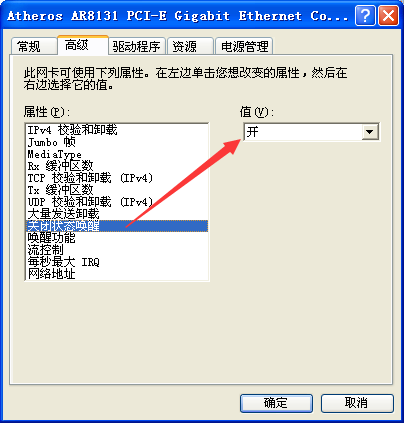 Atheros AR8131 PCI-E Gigabit Ethernet Co...
常规 高级 驱动程序 资源 电源管理
此网卡可使用下列属性。在左边单击您想改变的属性，然后在
右边选择它的值。
属性(P): 值(V):
IPv4 校验和卸载 开
Jumbo 帧
MediaType
Rx 缓冲区数
TCP 校验和卸载 (IPv4)
Tx 缓冲区数
UDP 校验和卸载 (IPv4)
大量发送卸载
关闭状态唤醒
唤醒功能
流控制
每秒最大 IRQ
网络地址
确定 取消